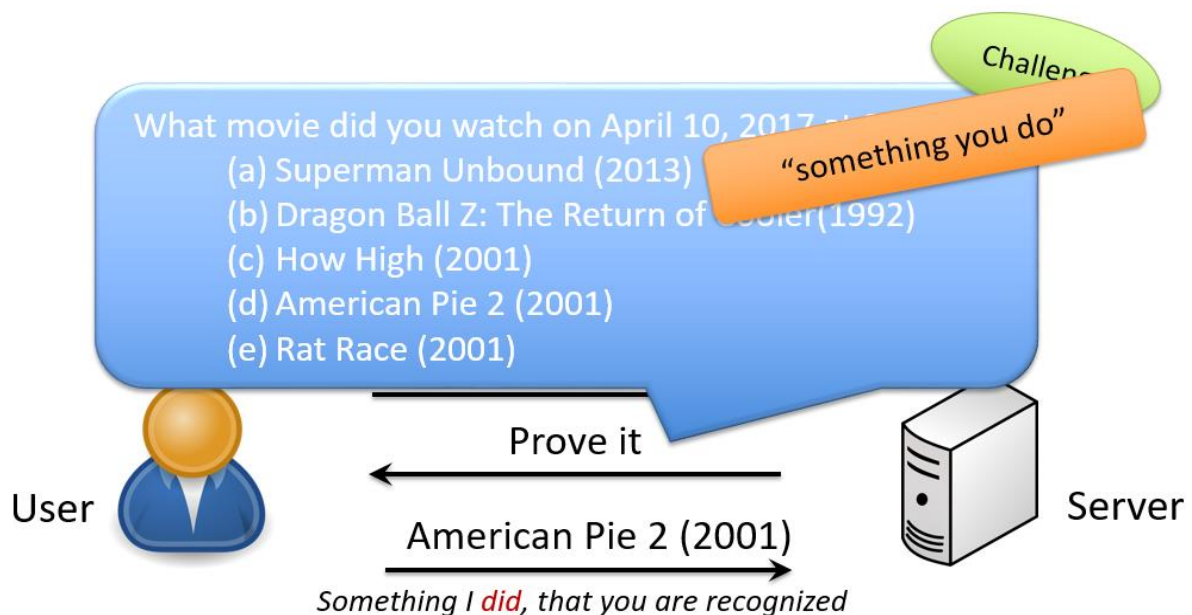 Challen
What movie did you watch on April 10, 2017
"something you do"
(a) Superman Unbound (2013)
(b) Dragon Ball Z: The Return of (1992)
(c) How High (2001)
(d) American Pie 2 (2001)
(e) Rat Race (2001)
Prove it
User
Server
American Pie 2 (2001)
Something I did, that you are recognized